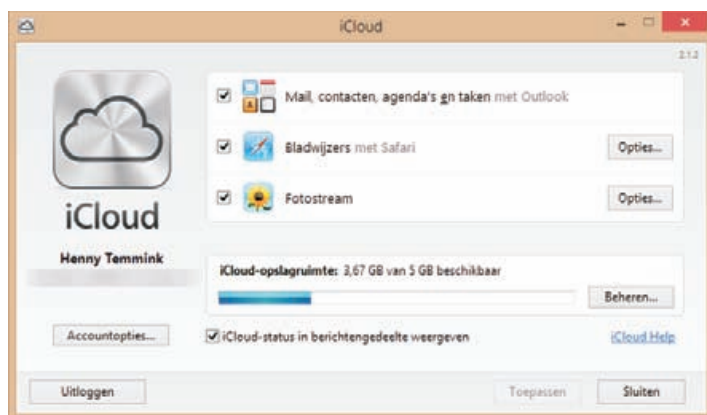 iCloud
2.1.2
Mail, contacten, agenda's en taken met Outlook
Bladwijzers met Safari
Opties...
Fotostream
Opties...
iCloud
Henny Temmink
iCloud-opslagruimte: 3,67 GB van 5 GB beschikbaar
Beheren...
Accountopties...
iCloud-status in berichtengedeelte weergeven
iCloud Help
Uitloggen
Toepassen
Sluiten